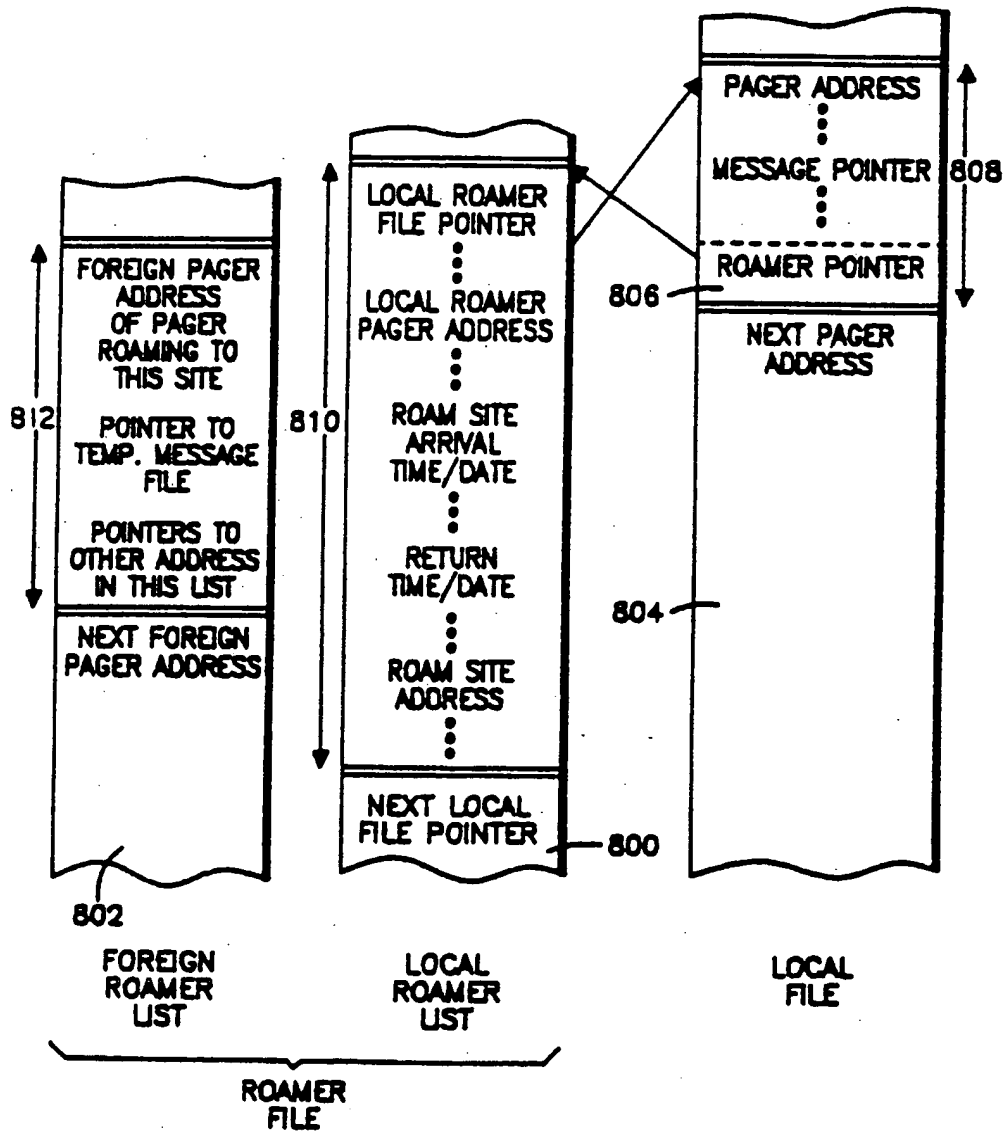 FOREIGN PAGER
ADDRESS
OF PAGER
ROAMING TO
THIS SITE
812
POINTER TO
TEMP. MESSAGE
FILE
POINTERS TO
OTHER ADDRESS
IN THIS LIST
NEXT FOREIGN
PAGER ADDRESS
802
FOREIGN
ROAMER
LIST
LOCAL ROAMER
FILE POINTER
LOCAL ROAMER
PAGER ADDRESS
810
ROAM SITE
ARRIVAL
TIME/DATE
RETURN
TIME/DATE
ROAM SITE
ADDRESS
NEXT LOCAL
FILE POINTER
800
LOCAL
ROAMER
LIST
ROAMER
FILE
PAGER ADDRESS
MESSAGE POINTER
808
ROAMER POINTER
806
NEXT PAGER
ADDRESS
804
LOCAL
FILE